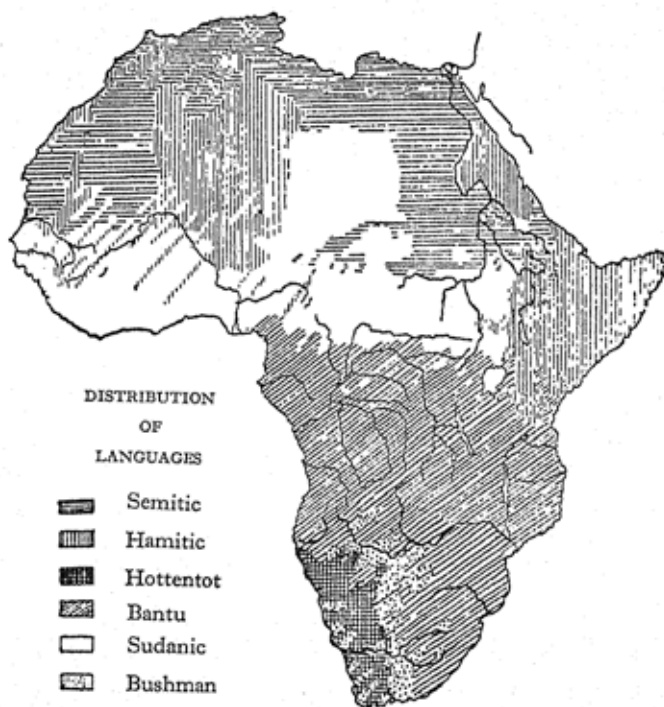 DISTRIBUTION
OF
LANGUAGES
Semitic
Hamitic
Hottentot
Bantu
Sudanic
Bushman